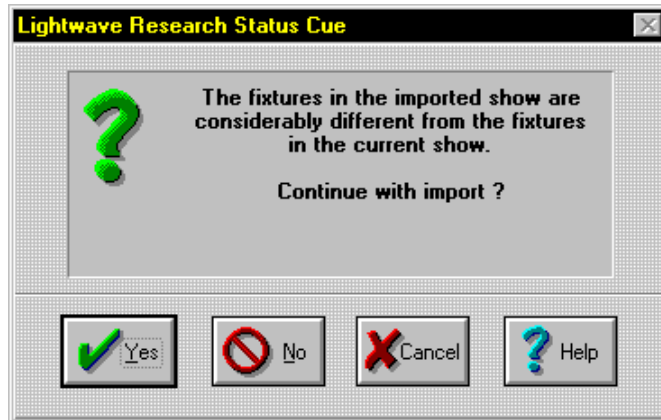 Lightwave Research Status Cue
The fixtures in the imported show are
considerably different from the fixtures
in the current show.
Continue with import ?
Yes No Cancel Help